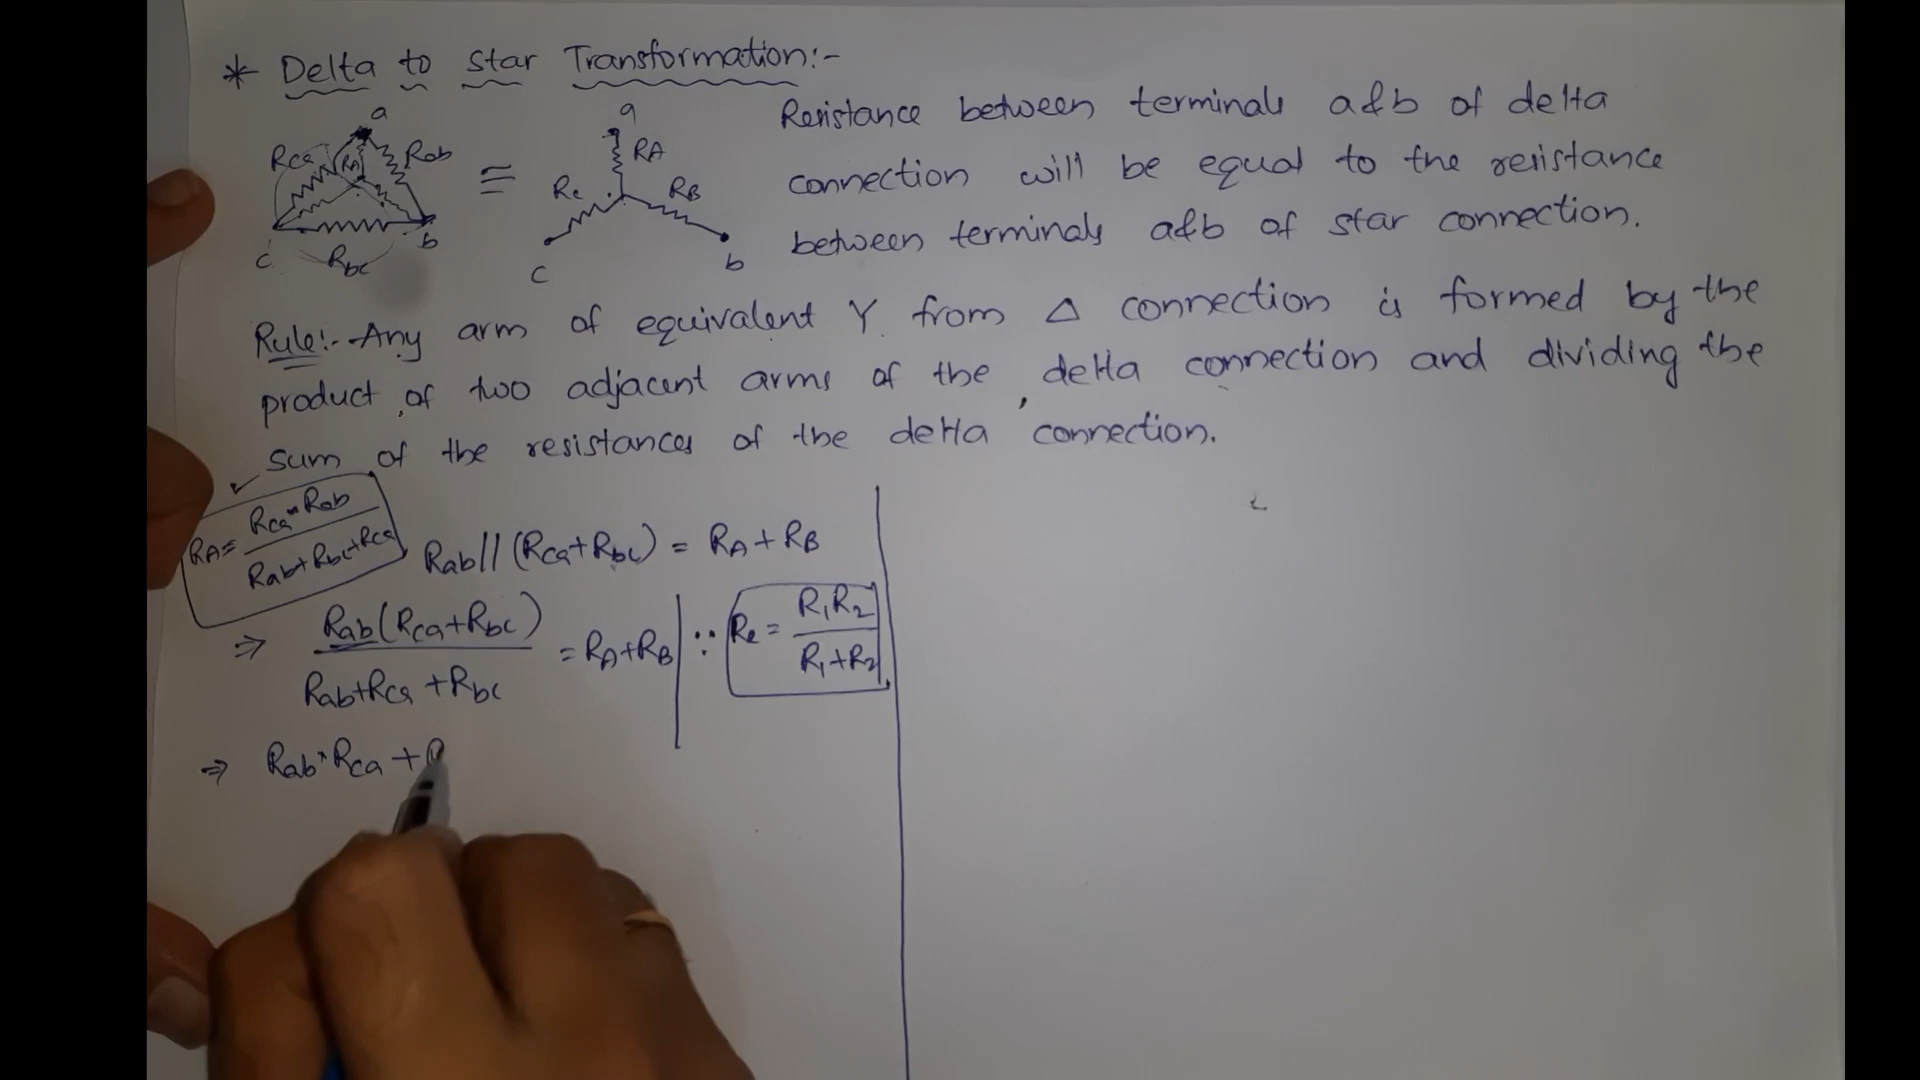 * Delta to star Transformation:-
a
Rca
RA
Rab
c
Rbc
b
≡
a
RA
Rc
RB
c
b
Resistance between terminals a&b of delta
connection will be equal to the resistance
between terminals a&b of star connection.
Rule:- Any arm of equivalent Y from Δ connection is formed by the
product of two adjacent arms of the delta connection and dividing the
sum of the resistances of the delta connection.
✓ RA = Rca*Rab / Rab+Rbc+Rca
Rab//(Rca+Rbc) = RA+RB
⇒ Rab(Rca+Rbc) / Rab+Rca+Rbc = RA+RB
∵ Re = R1R2 / R1+R2
⇒ Rab*Rca +